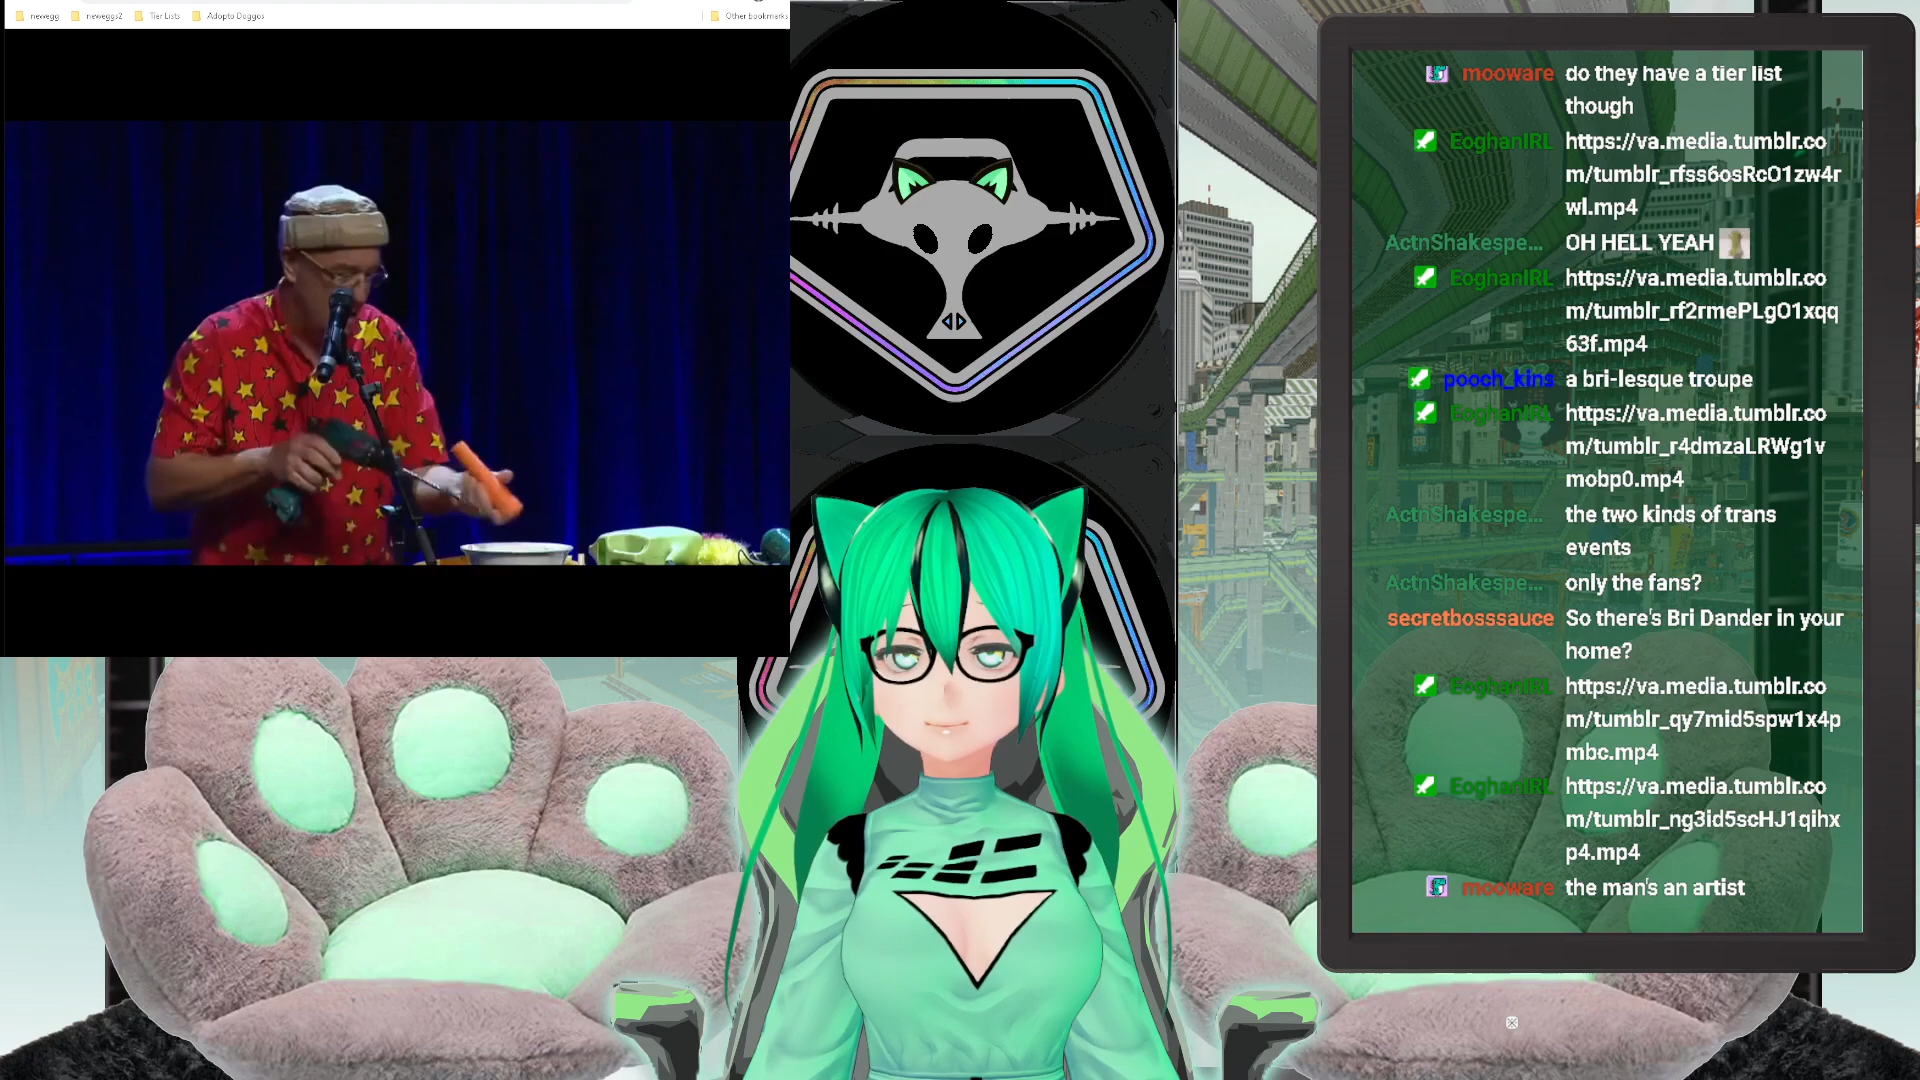 newegg
neweggs2
Tier Lists
Adopto Doggos
Other bookmarks
mooware do they have a tier list
though
EoghanIRL https://va.media.tumblr.co
m/tumblr_rfss6osRcO1zw4r
wl.mp4
ActnShakespe... OH HELL YEAH
EoghanIRL https://va.media.tumblr.co
m/tumblr_rf2rmePLgO1xqq
63f.mp4
pooch_kins a bri-lesque troupe
EoghanIRL https://va.media.tumblr.co
m/tumblr_r4dmzaLRWg1v
mobp0.mp4
ActnShakespe... the two kinds of trans
events
ActnShakespe... only the fans?
secretbosssauce So there's Bri Dander in your
home?
EoghanIRL https://va.media.tumblr.co
m/tumblr_qy7mid5spw1x4p
mbc.mp4
EoghanIRL https://va.media.tumblr.co
m/tumblr_ng3id5scHJ1qihx
p4.mp4
mooware the man's an artist